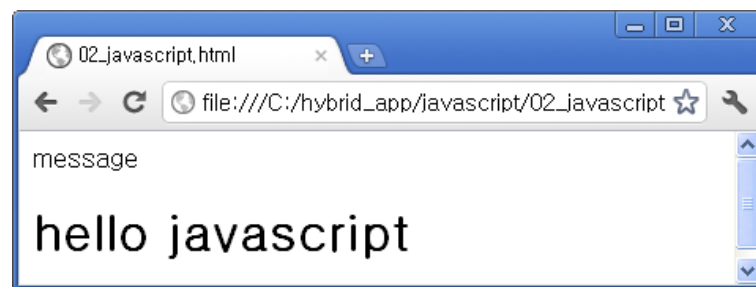 02_javascript.html
file:///C:/hybrid_app/javascript/02_javascript
message
hello javascript